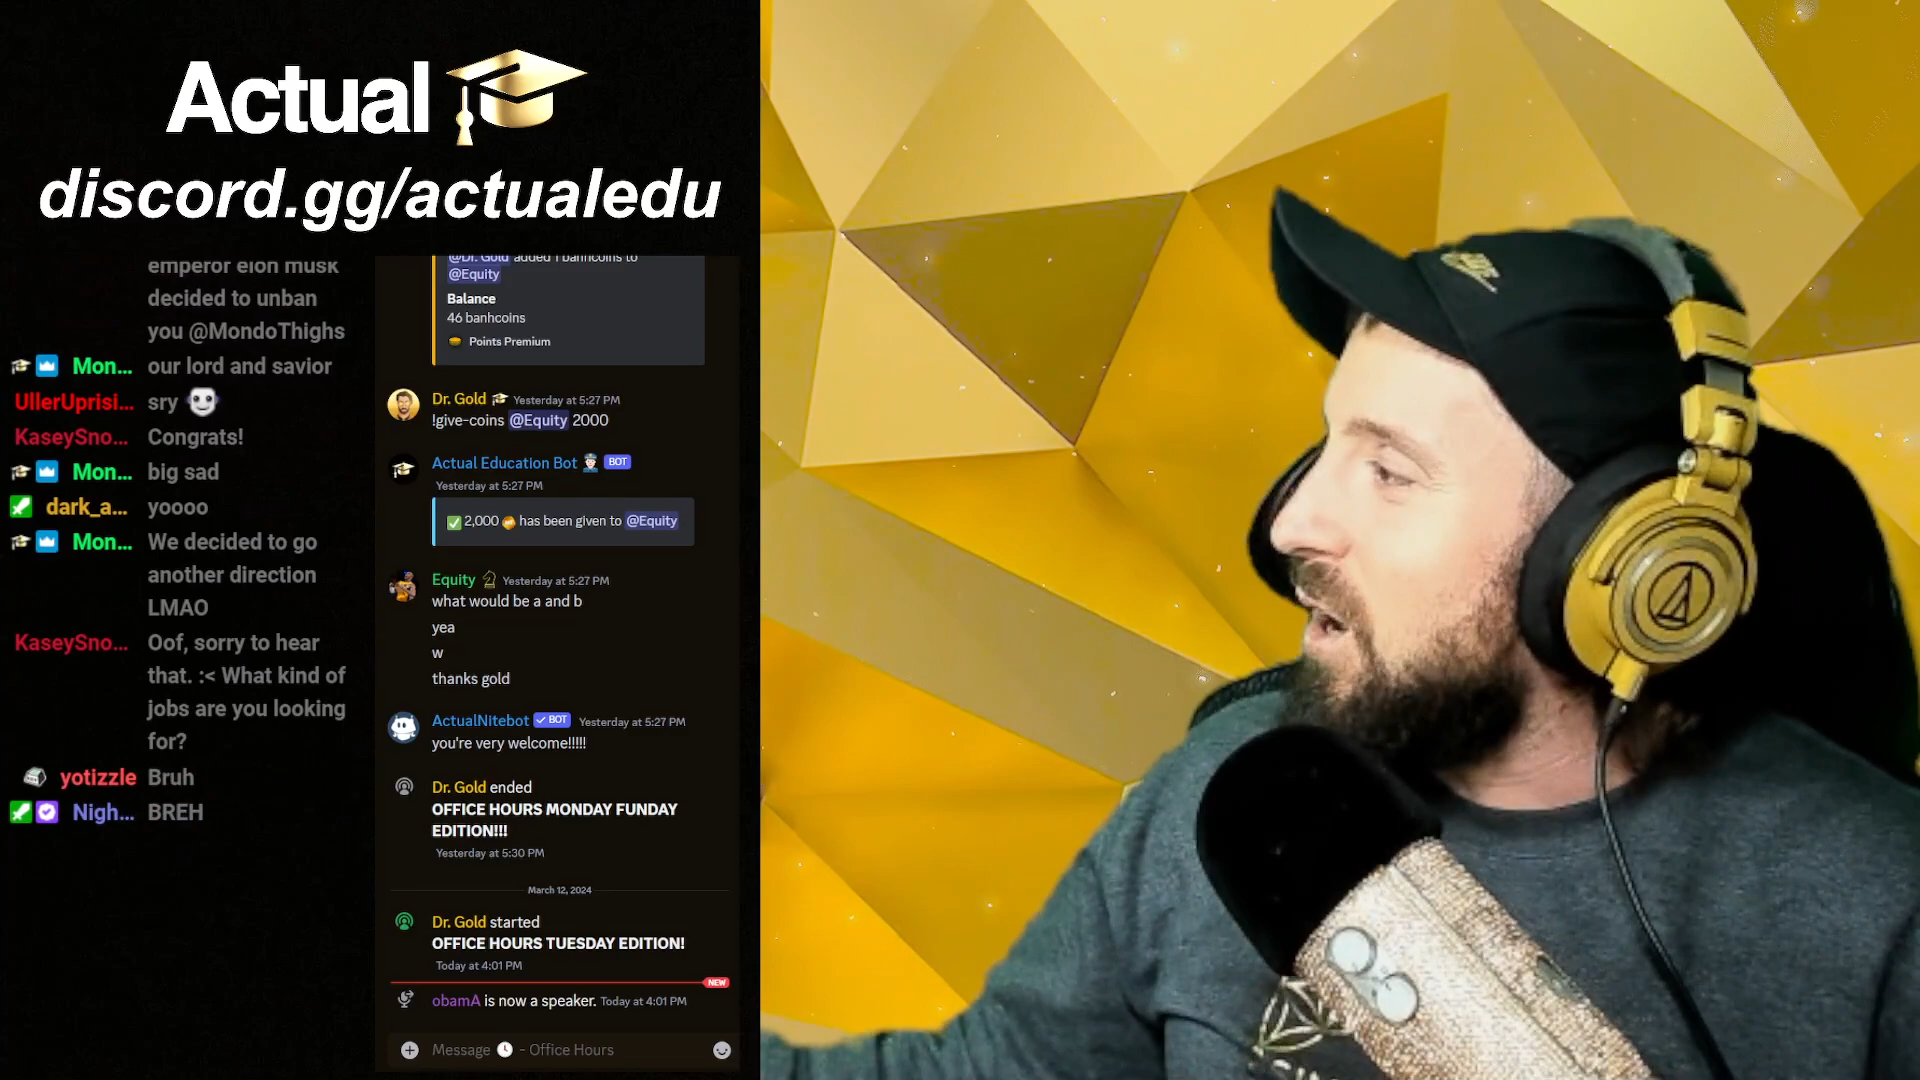 Actual
discord.gg/actualedu
emperor elon musk
decided to unban
you @MondoThighs
Mon... our lord and savior
UllerUprisi... sry
KaseySno... Congrats!
Mon... big sad
dark_a... yoooo
Mon... We decided to go
another direction
LMAO
KaseySno... Oof, sorry to hear
that. :< What kind of
jobs are you looking
for?
yotizzle Bruh
Nigh... BREH
@Dr. Gold added 1 banhcoins to
@Equity
Balance
46 banhcoins
Points Premium
Dr. Gold Yesterday at 5:27 PM
!give-coins @Equity 2000
Actual Education Bot BOT
Yesterday at 5:27 PM
2,000 has been given to @Equity
Equity Yesterday at 5:27 PM
what would be a and b
yea
w
thanks gold
ActualNitebot BOT Yesterday at 5:27 PM
you're very welcome!!!!!
Dr. Gold ended
OFFICE HOURS MONDAY FUNDAY
EDITION!!!
Yesterday at 5:30 PM
March 12, 2024
Dr. Gold started
OFFICE HOURS TUESDAY EDITION!
Today at 4:01 PM
NEW
obamA is now a speaker. Today at 4:01 PM
Message - Office Hours